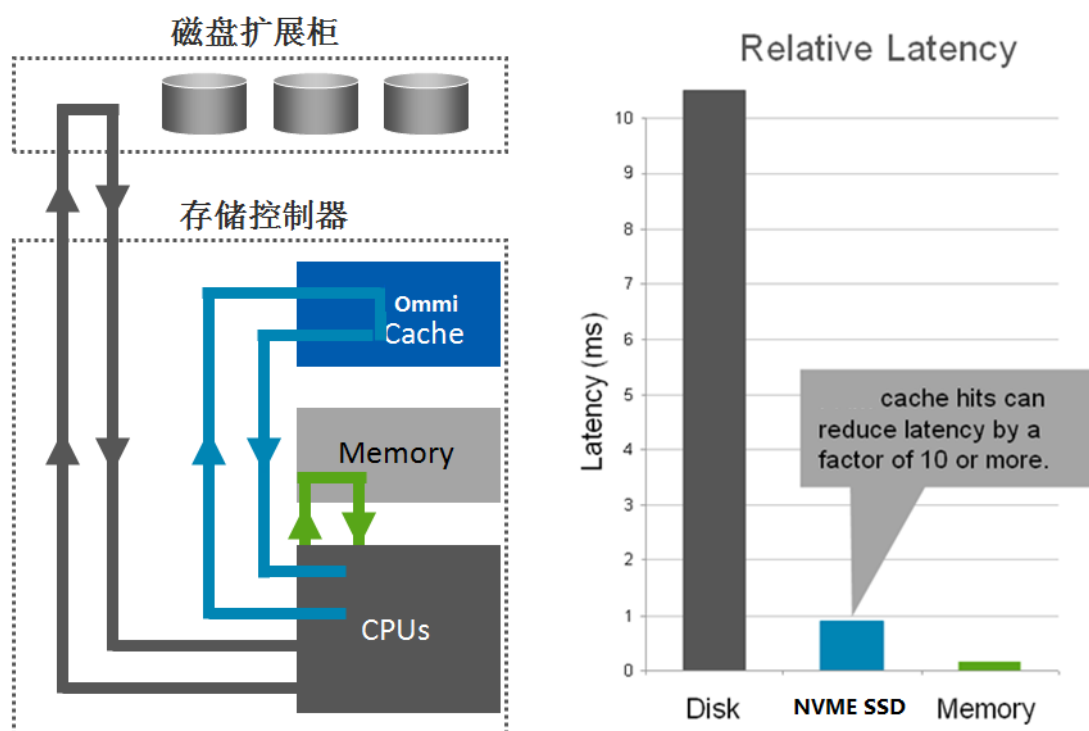 磁盘扩展柜
存储控制器
Ommi
Cache
Memory
CPUs
Relative Latency
Latency (ms)
10
9
8
7
6
5
4
3
2
1
0
cache hits can
reduce latency by a
factor of 10 or more.
Disk
NVME SSD
Memory